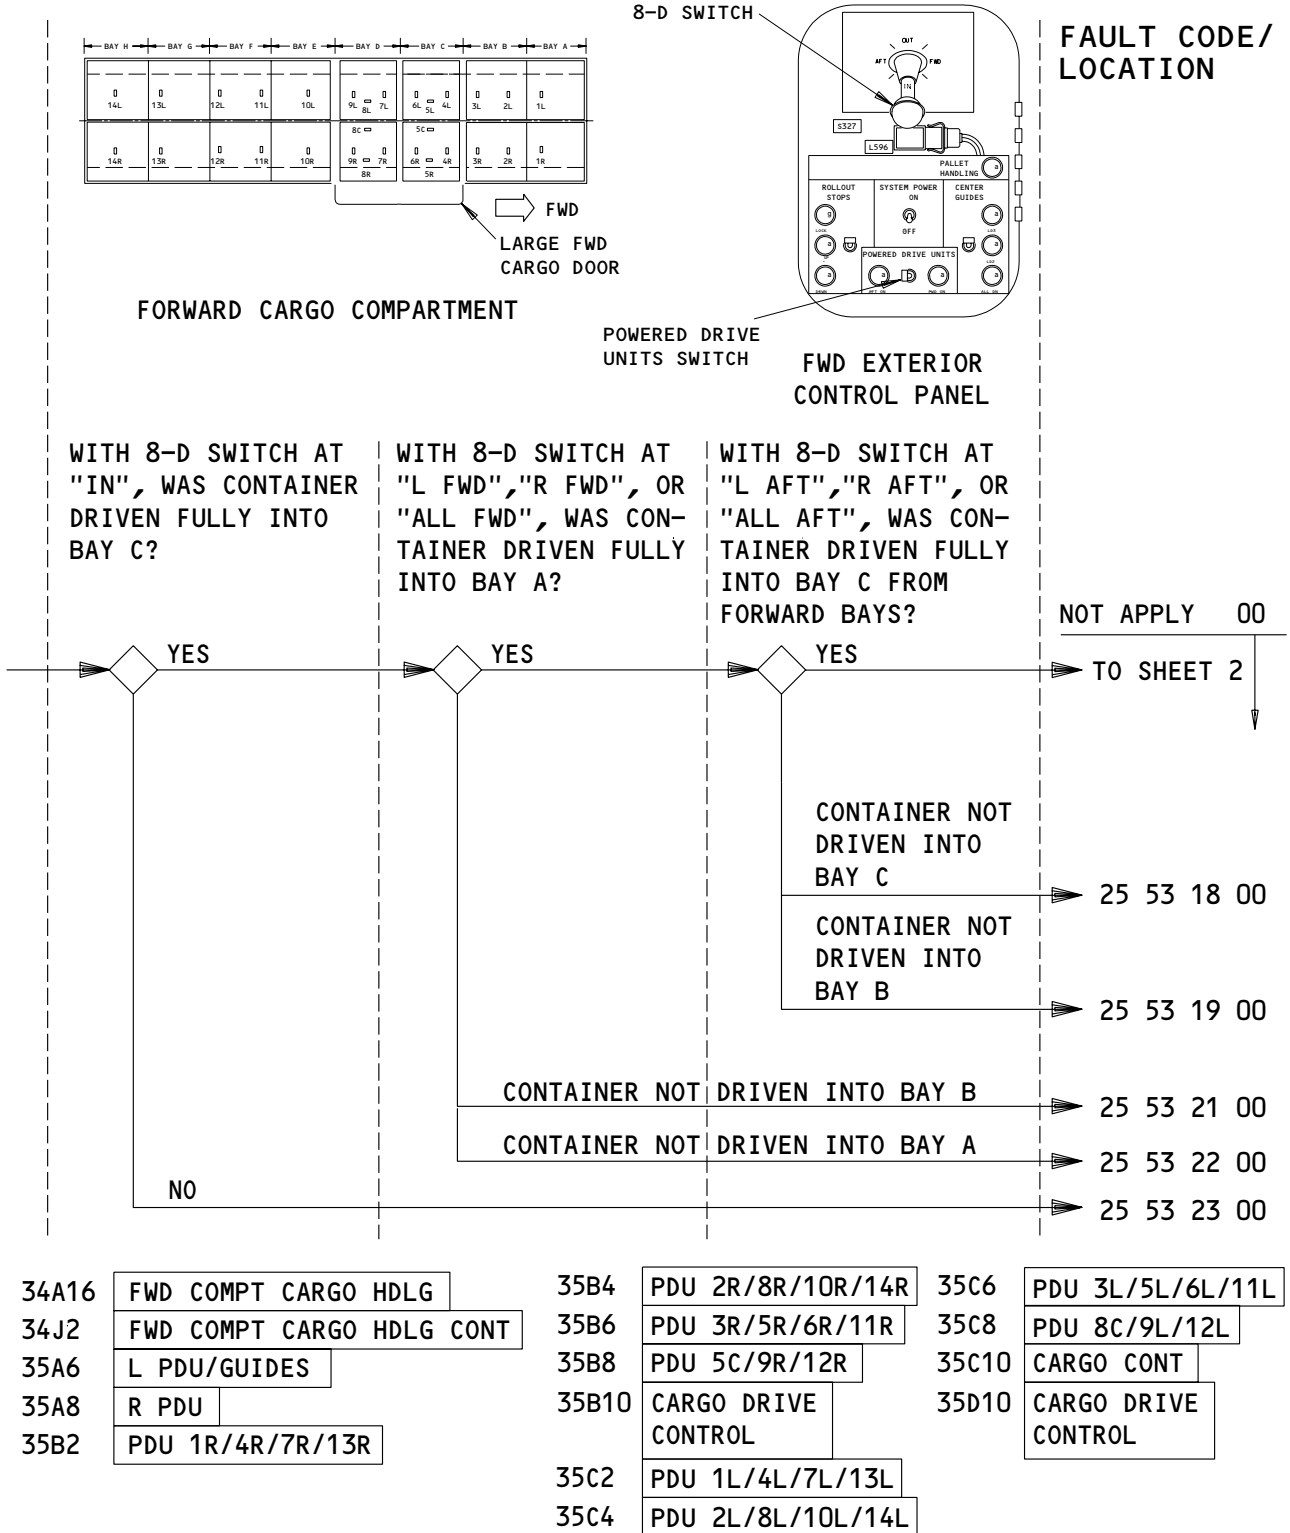 8-D SWITCH
FAULT CODE/
LOCATION
BAY H BAY G BAY F BAY E BAY D BAY C BAY B BAY A
14L 13L 12L 11L 10L 9L 8L 7L 6L 5L 4L 3L 2L 1L
8C 5C
14R 13R 12R 11R 10R 9R 7R 6R 4R 3R 2R 1R
8R 5R
FWD
LARGE FWD
CARGO DOOR
FORWARD CARGO COMPARTMENT
OUT
AFT FWD
IN
S327
L596
PALLET
HANDLING
a
ROLLOUT
STOPS
SYSTEM POWER
ON
CENTER
GUIDES
g a
OFF
LOCK LD3
a a
UP LD2
POWERED DRIVE UNITS
a a a a
DOWN AFT ON FWD ON ALL DN
POWERED DRIVE
UNITS SWITCH
FWD EXTERIOR
CONTROL PANEL
WITH 8-D SWITCH AT
"IN", WAS CONTAINER
DRIVEN FULLY INTO
BAY C?
WITH 8-D SWITCH AT
"L FWD","R FWD", OR
"ALL FWD", WAS CON-
TAINER DRIVEN FULLY
INTO BAY A?
WITH 8-D SWITCH AT
"L AFT","R AFT", OR
"ALL AFT", WAS CON-
TAINER DRIVEN FULLY
INTO BAY C FROM
FORWARD BAYS?
NOT APPLY 00
YES YES YES
TO SHEET 2
CONTAINER NOT
DRIVEN INTO
BAY C
25 53 18 00
CONTAINER NOT
DRIVEN INTO
BAY B
25 53 19 00
CONTAINER NOT DRIVEN INTO BAY B
25 53 21 00
CONTAINER NOT DRIVEN INTO BAY A
25 53 22 00
NO
25 53 23 00
34A16 FWD COMPT CARGO HDLG
34J2 FWD COMPT CARGO HDLG CONT
35A6 L PDU/GUIDES
35A8 R PDU
35B2 PDU 1R/4R/7R/13R
35B4 PDU 2R/8R/10R/14R
35B6 PDU 3R/5R/6R/11R
35B8 PDU 5C/9R/12R
35B10 CARGO DRIVE
CONTROL
35C2 PDU 1L/4L/7L/13L
35C4 PDU 2L/8L/10L/14L
35C6 PDU 3L/5L/6L/11L
35C8 PDU 8C/9L/12L
35C10 CARGO CONT
35D10 CARGO DRIVE
CONTROL